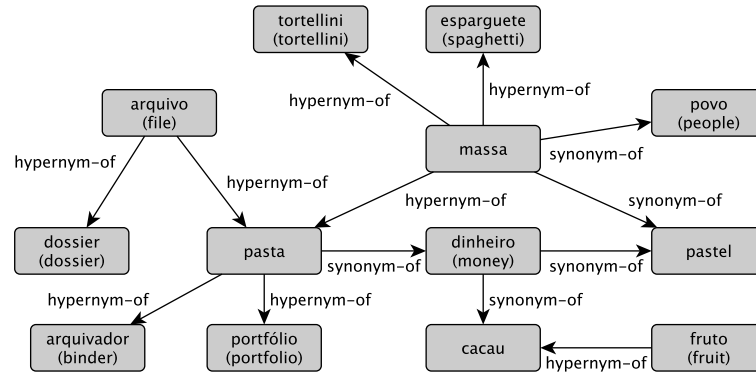 tortellini
(tortellini)
esparguete
(spaghetti)
hypernym-of
hypernym-of
arquivo
(file)
povo
(people)
massa
synonym-of
hypernym-of
hypernym-of
hypernym-of
synonym-of
dossier
(dossier)
pasta
dinheiro
(money)
pastel
synonym-of
synonym-of
hypernym-of
hypernym-of
synonym-of
arquivador
(binder)
portfólio
(portfolio)
cacau
fruto
(fruit)
hypernym-of